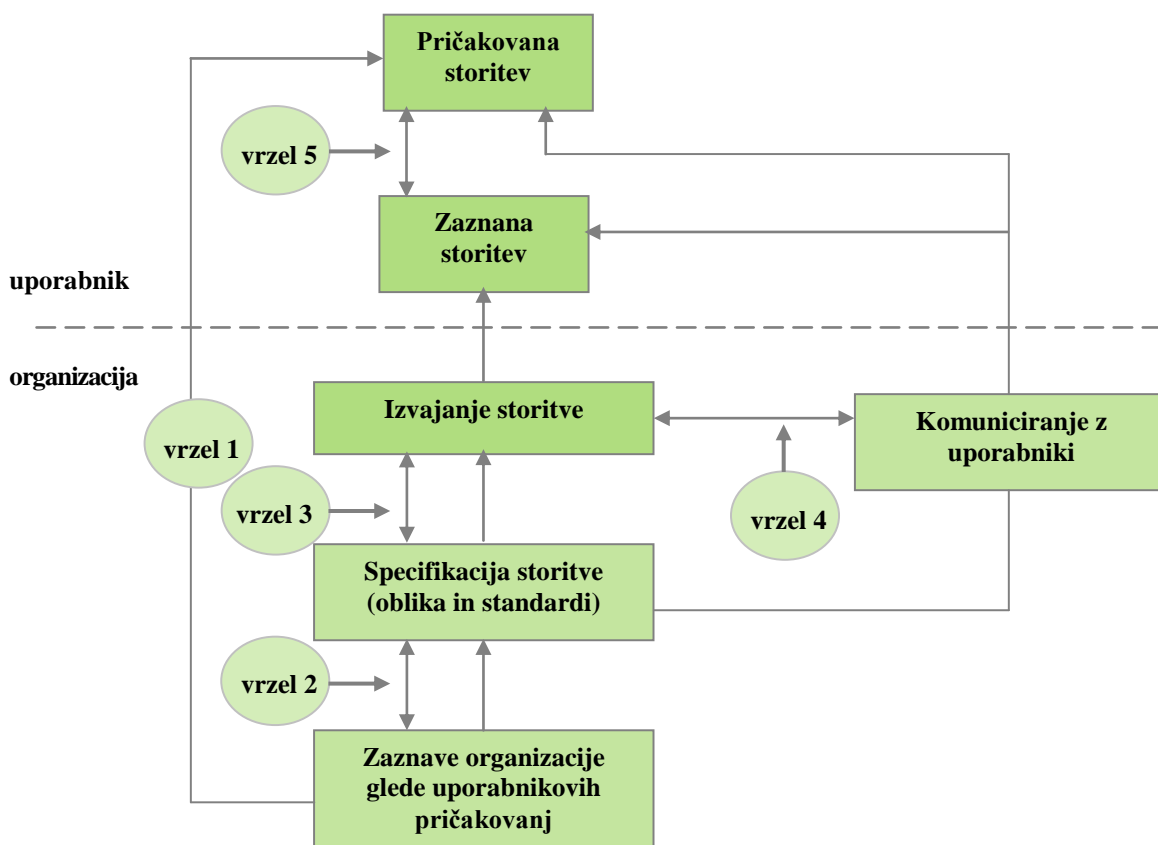 Pričakovana
storitev
vrzel 5
Zaznana
storitev
uporabnik
organizacija
Izvajanje storitve
Komuniciranje z
uporabniki
vrzel 1
vrzel 3
vrzel 4
Specifikacija storitve
(oblika in standardi)
vrzel 2
Zaznave organizacije
glede uporabnikovih
pričakovanj